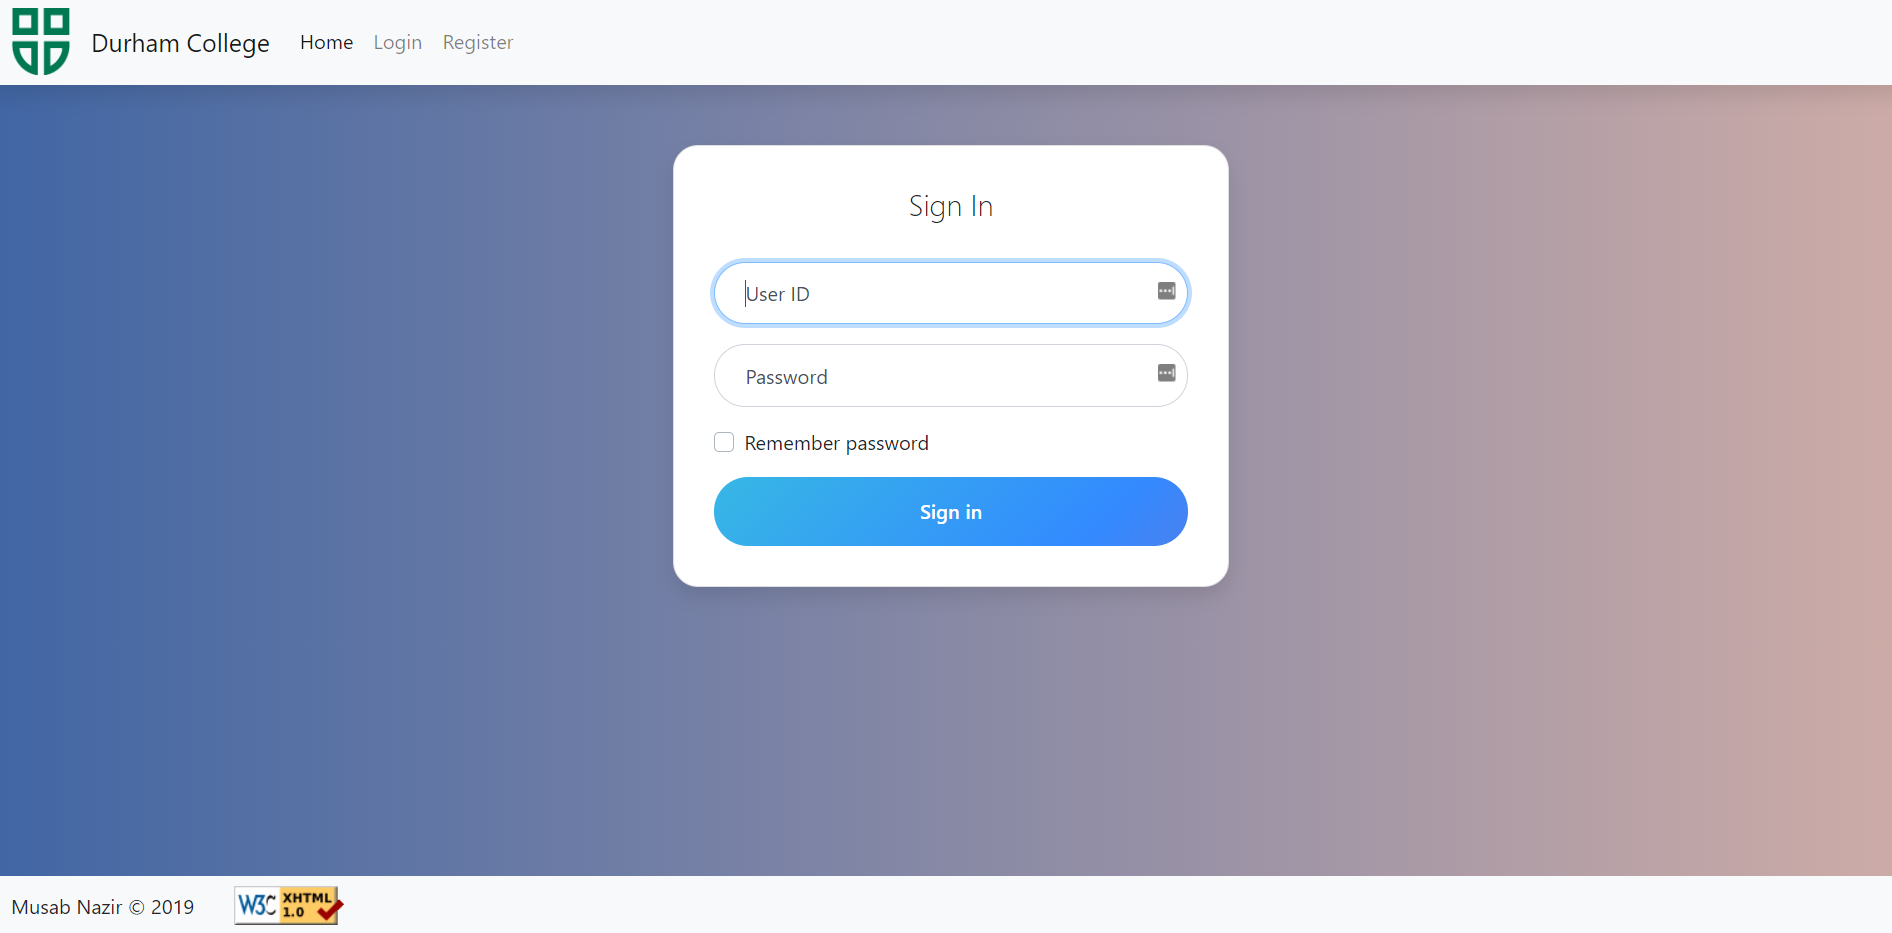 Durham College Home Login Register
Sign In
User ID
Password
Remember password
Sign in
Musab Nazir © 2019
W3C XHTML
1.0